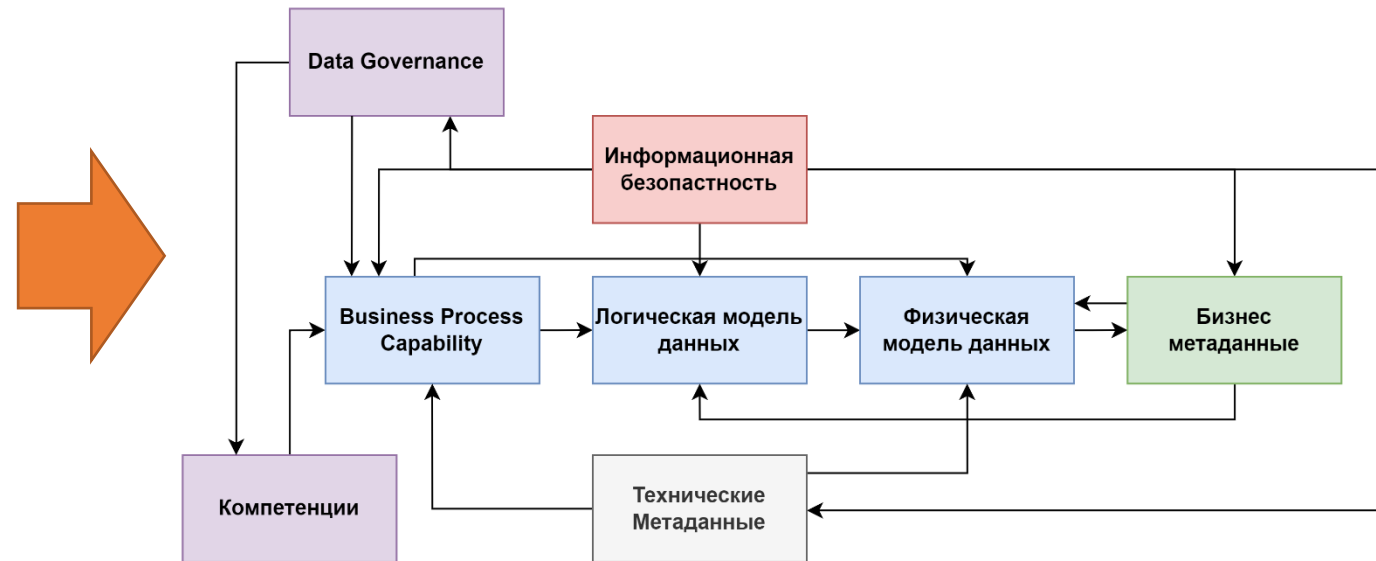 Data Governance
Информационная
безопастность
Business Process
Capability
Логическая модель
данных
Физическая
модель данных
Бизнес
метаданные
Компетенции
Технические
Метаданные